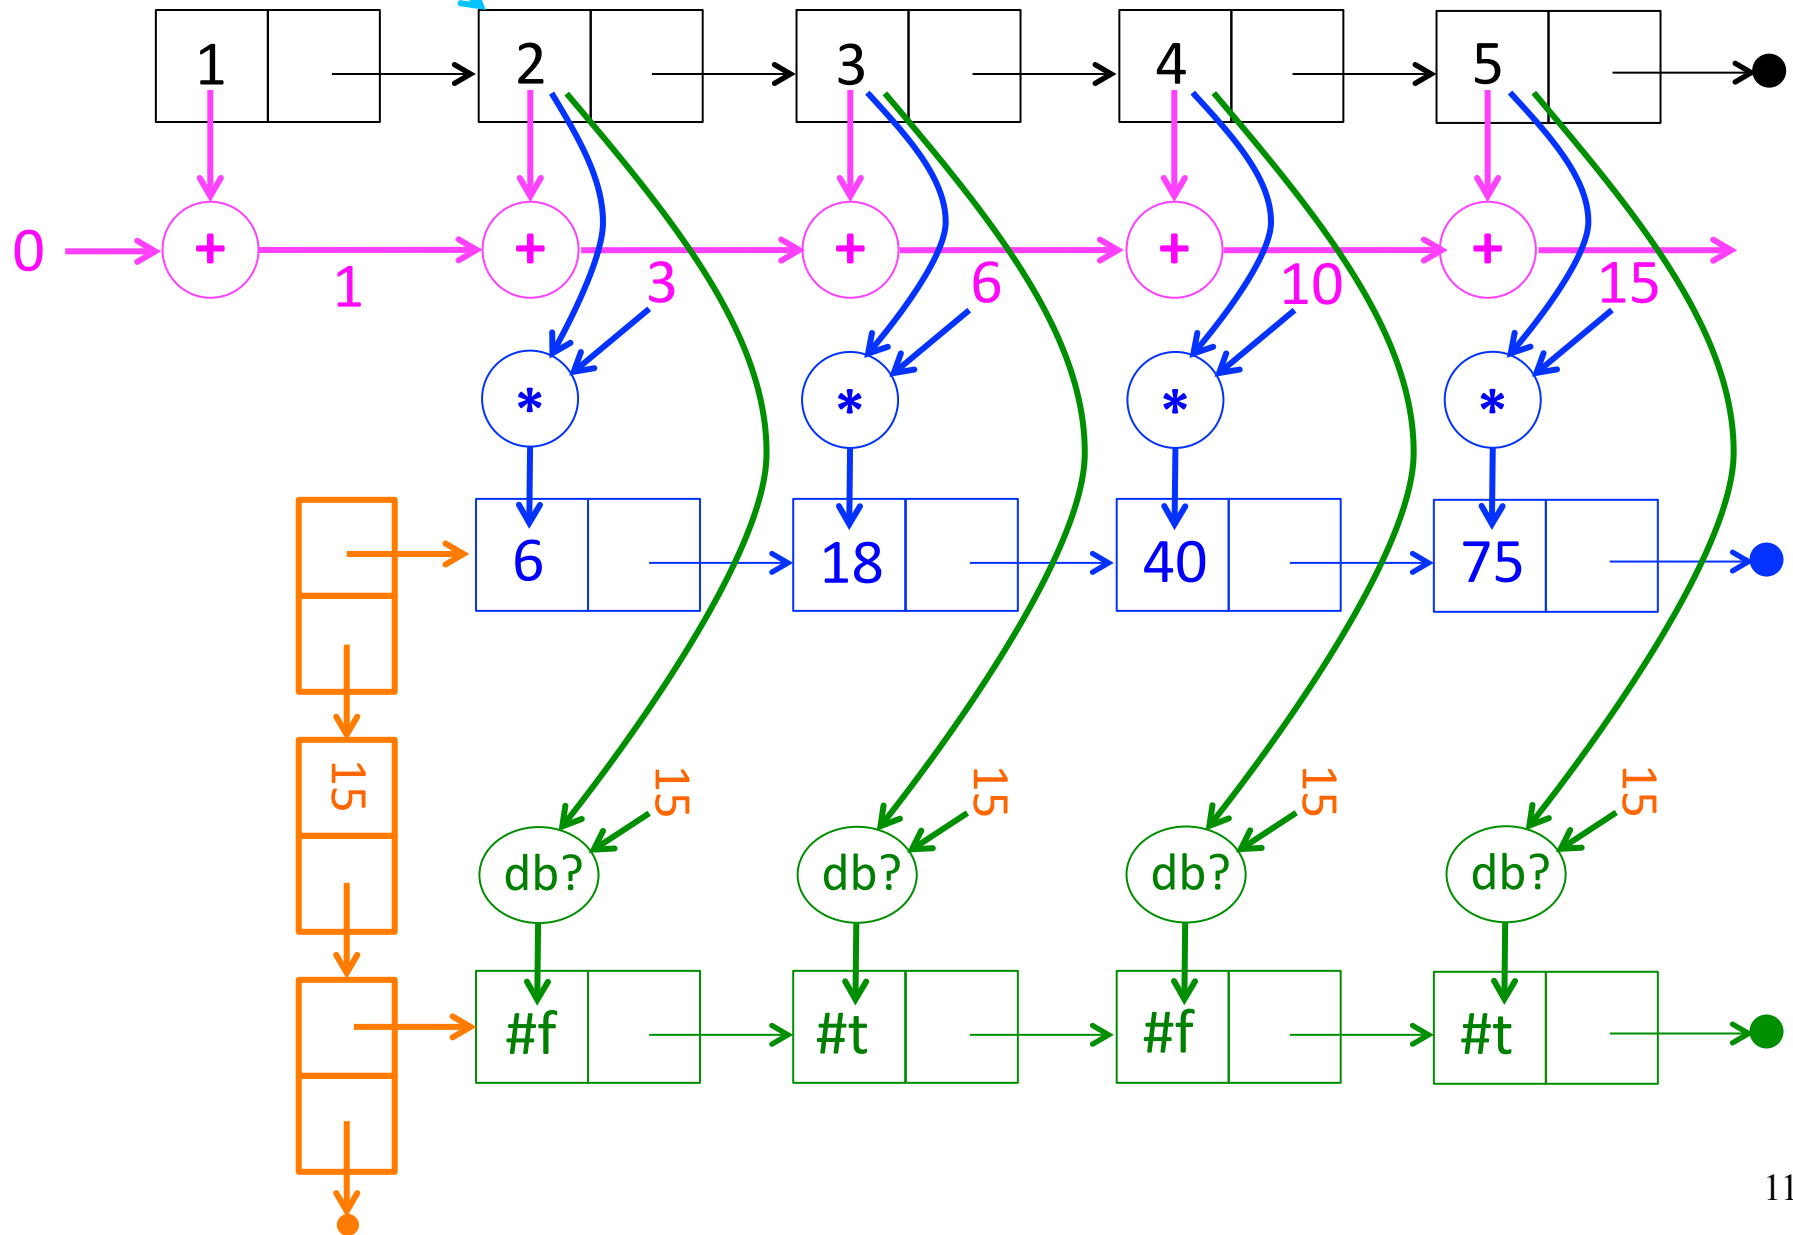 1 2 3 4 5
0 + + + + +
1 3 6 10 15
* * * *
6 18 40 75
15 15 15 15 15
db? db? db? db?
#f #t #f #t
11